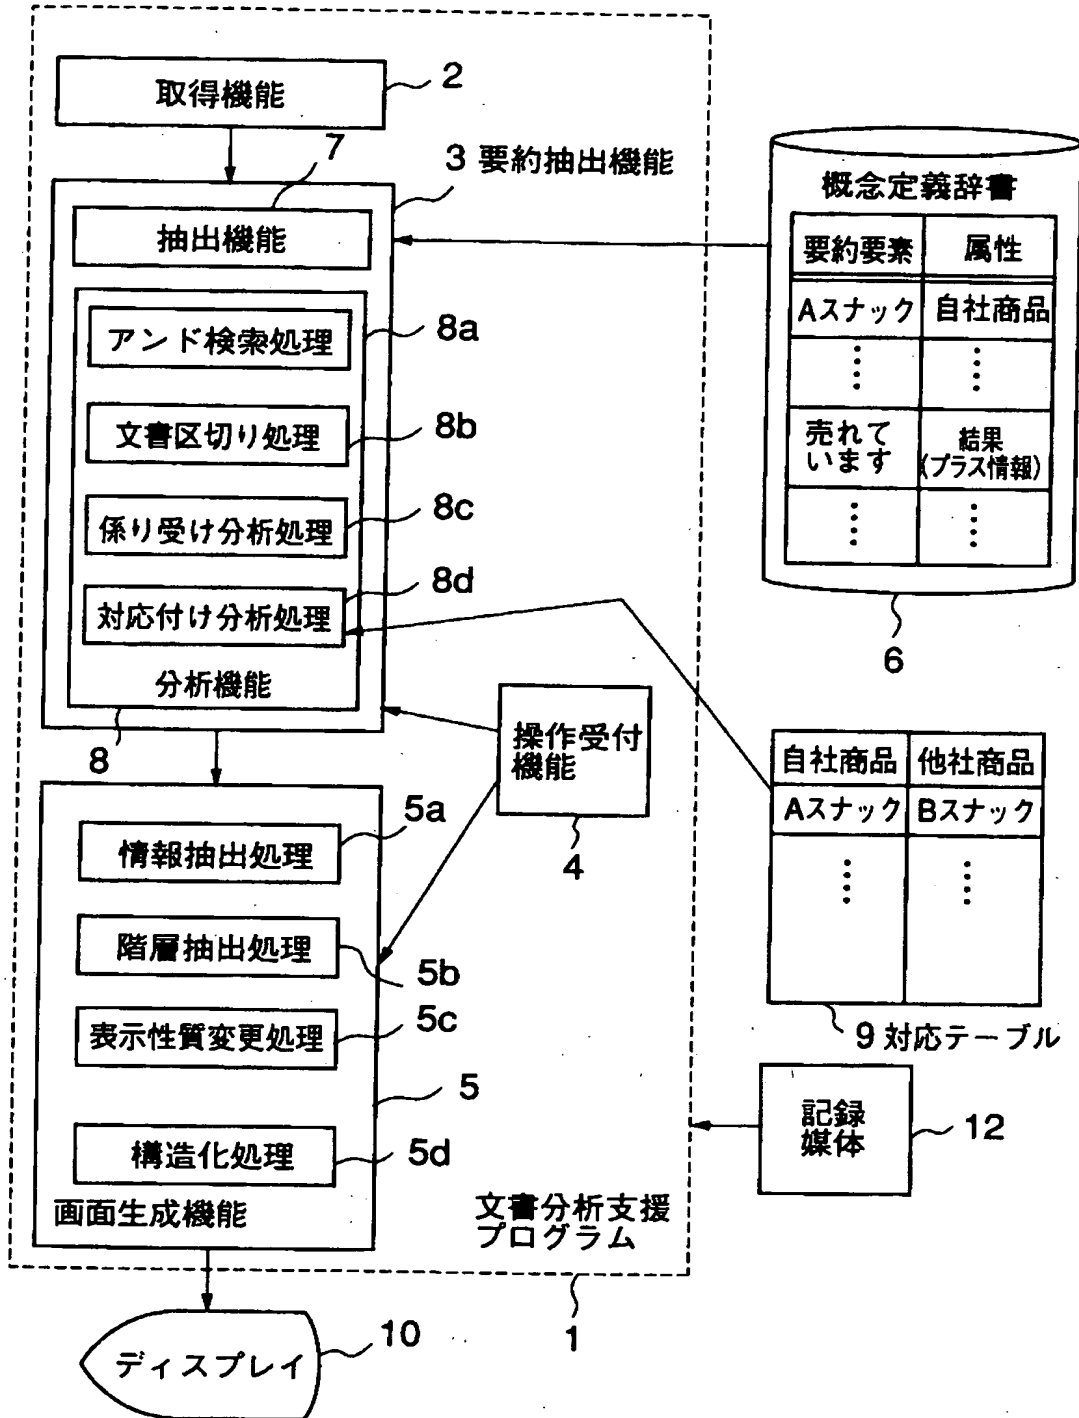 取得機能
2
7
3 要約抽出機能
抽出機能
アンド検索処理
8a
文書区切り処理
8b
係り受け分析処理
8c
対応付け分析処理
8d
分析機能
8
概念定義辞書
要約要素 属性
Aスナック 自社商品
売れて
います
結果
(プラス情報)
6
操作受付
機能
4
自社商品 他社商品
Aスナック Bスナック
9 対応テーブル
情報抽出処理
5a
階層抽出処理
5b
表示性質変更処理
5c
5
構造化処理
5d
画面生成機能
文書分析支援
プログラム
1
記録
媒体
12
ディスプレイ
10